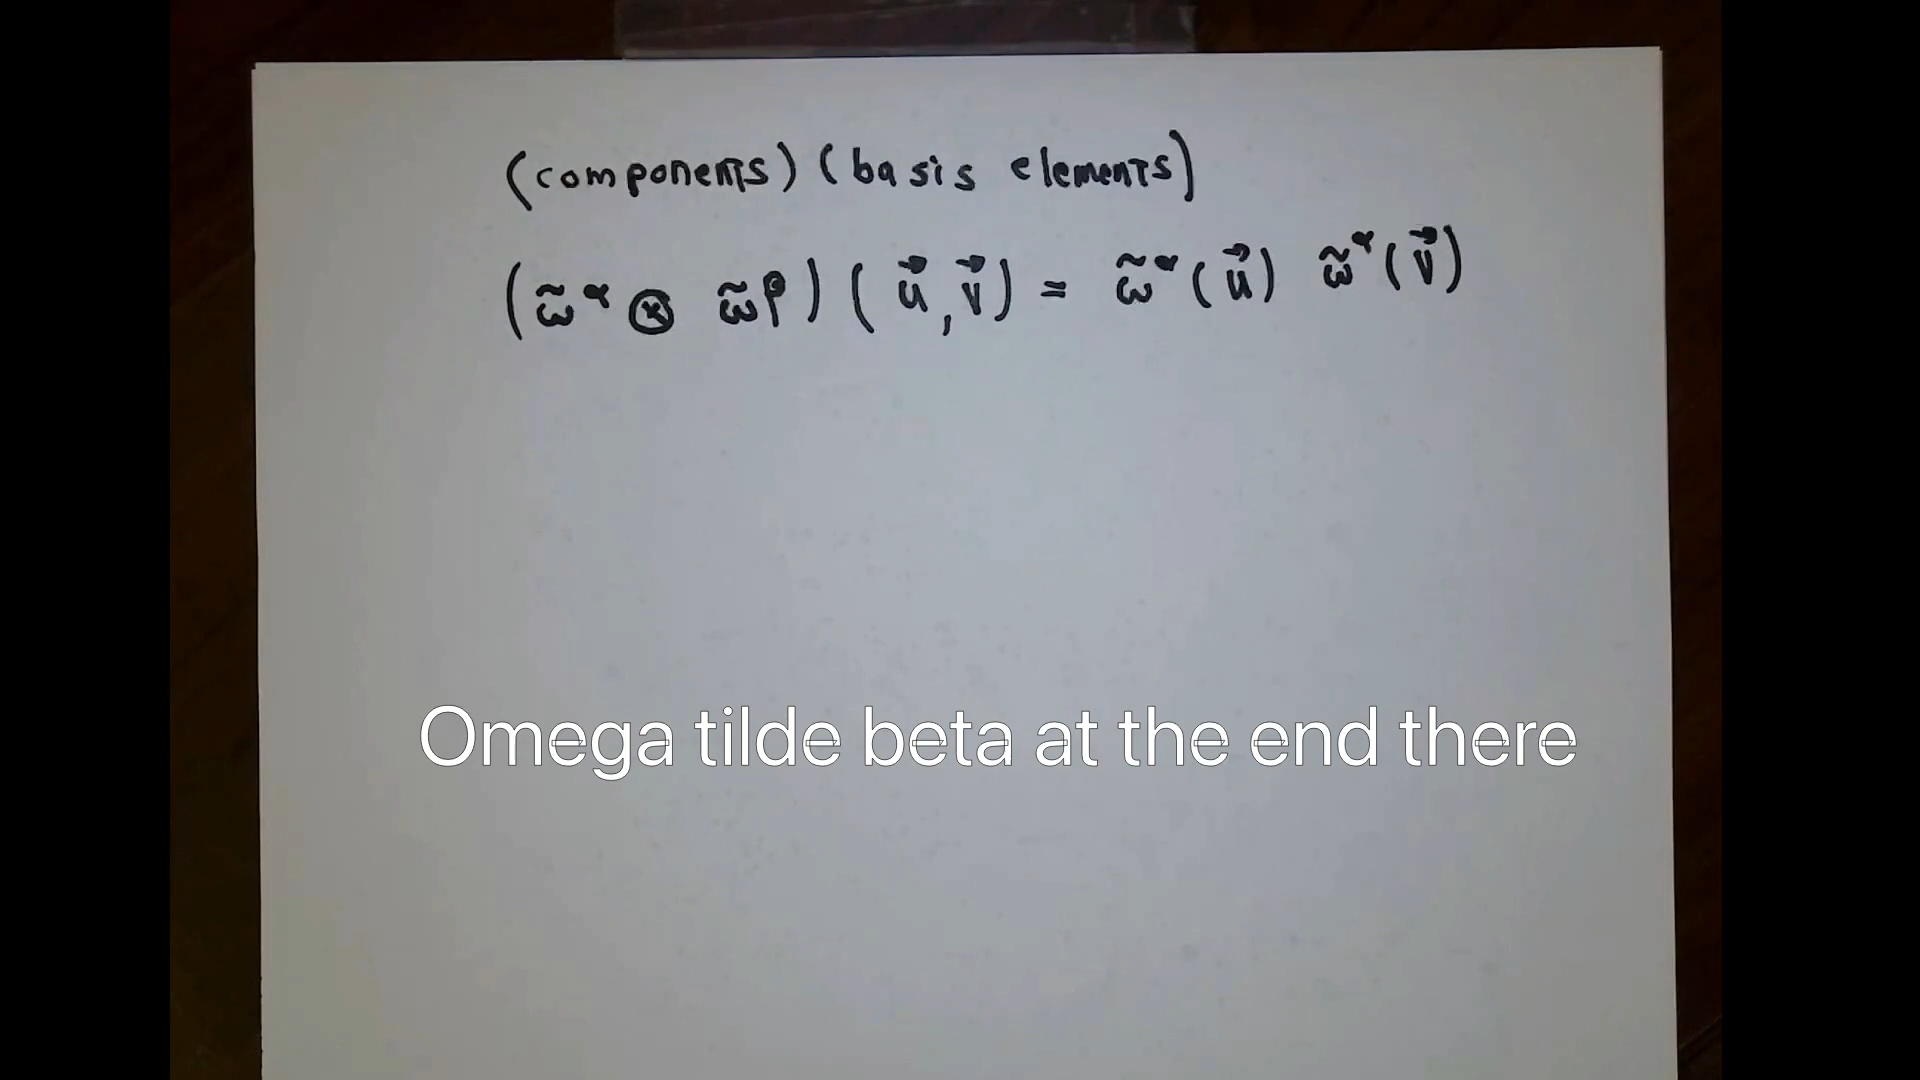 (components) (basis elements)
(ω̃^α ⊗ ω̃^β) (u⃗, v⃗) = ω̃^α(u⃗) ω̃^α(v⃗)
Omega tilde beta at the end there